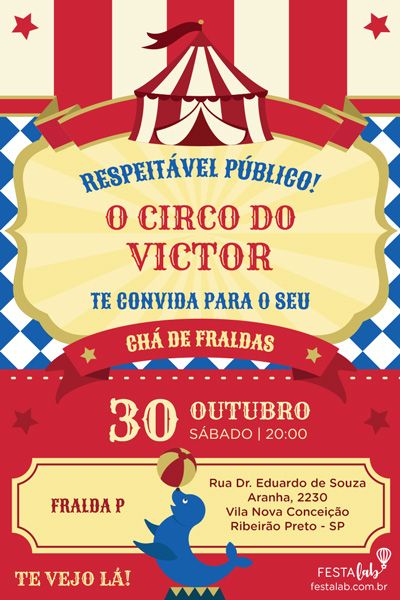 RESPEITÁVEL PÚBLICO!
O CIRCO DO
VICTOR
TE CONVIDA PARA O SEU
CHÁ DE FRALDAS
30 OUTUBRO
SÁBADO | 20:00
FRALDA P
Rua Dr. Eduardo de Souza
Aranha, 2230
Vila Nova Conceição
Ribeirão Preto - SP
TE VEJO LÁ!
FESTA lab
festalab.com.br